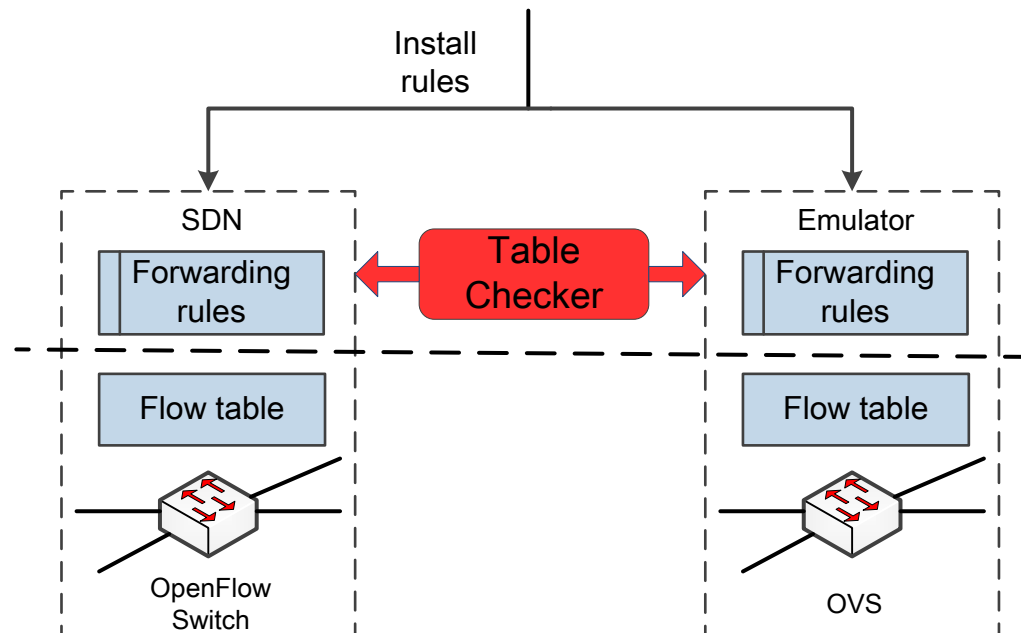 Install
rules
SDN
Emulator
Table
Checker
Forwarding
rules
Forwarding
rules
Flow table
Flow table
OpenFlow
Switch
OVS